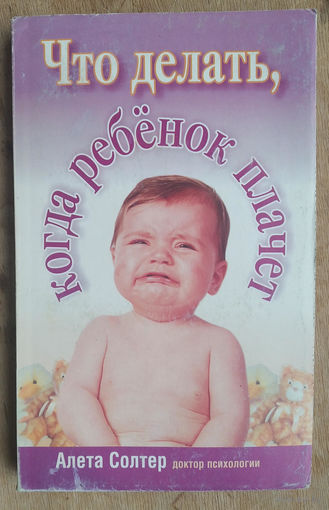 Что делать,
когда ребёнок плачет
Алета Солтер доктор психологии